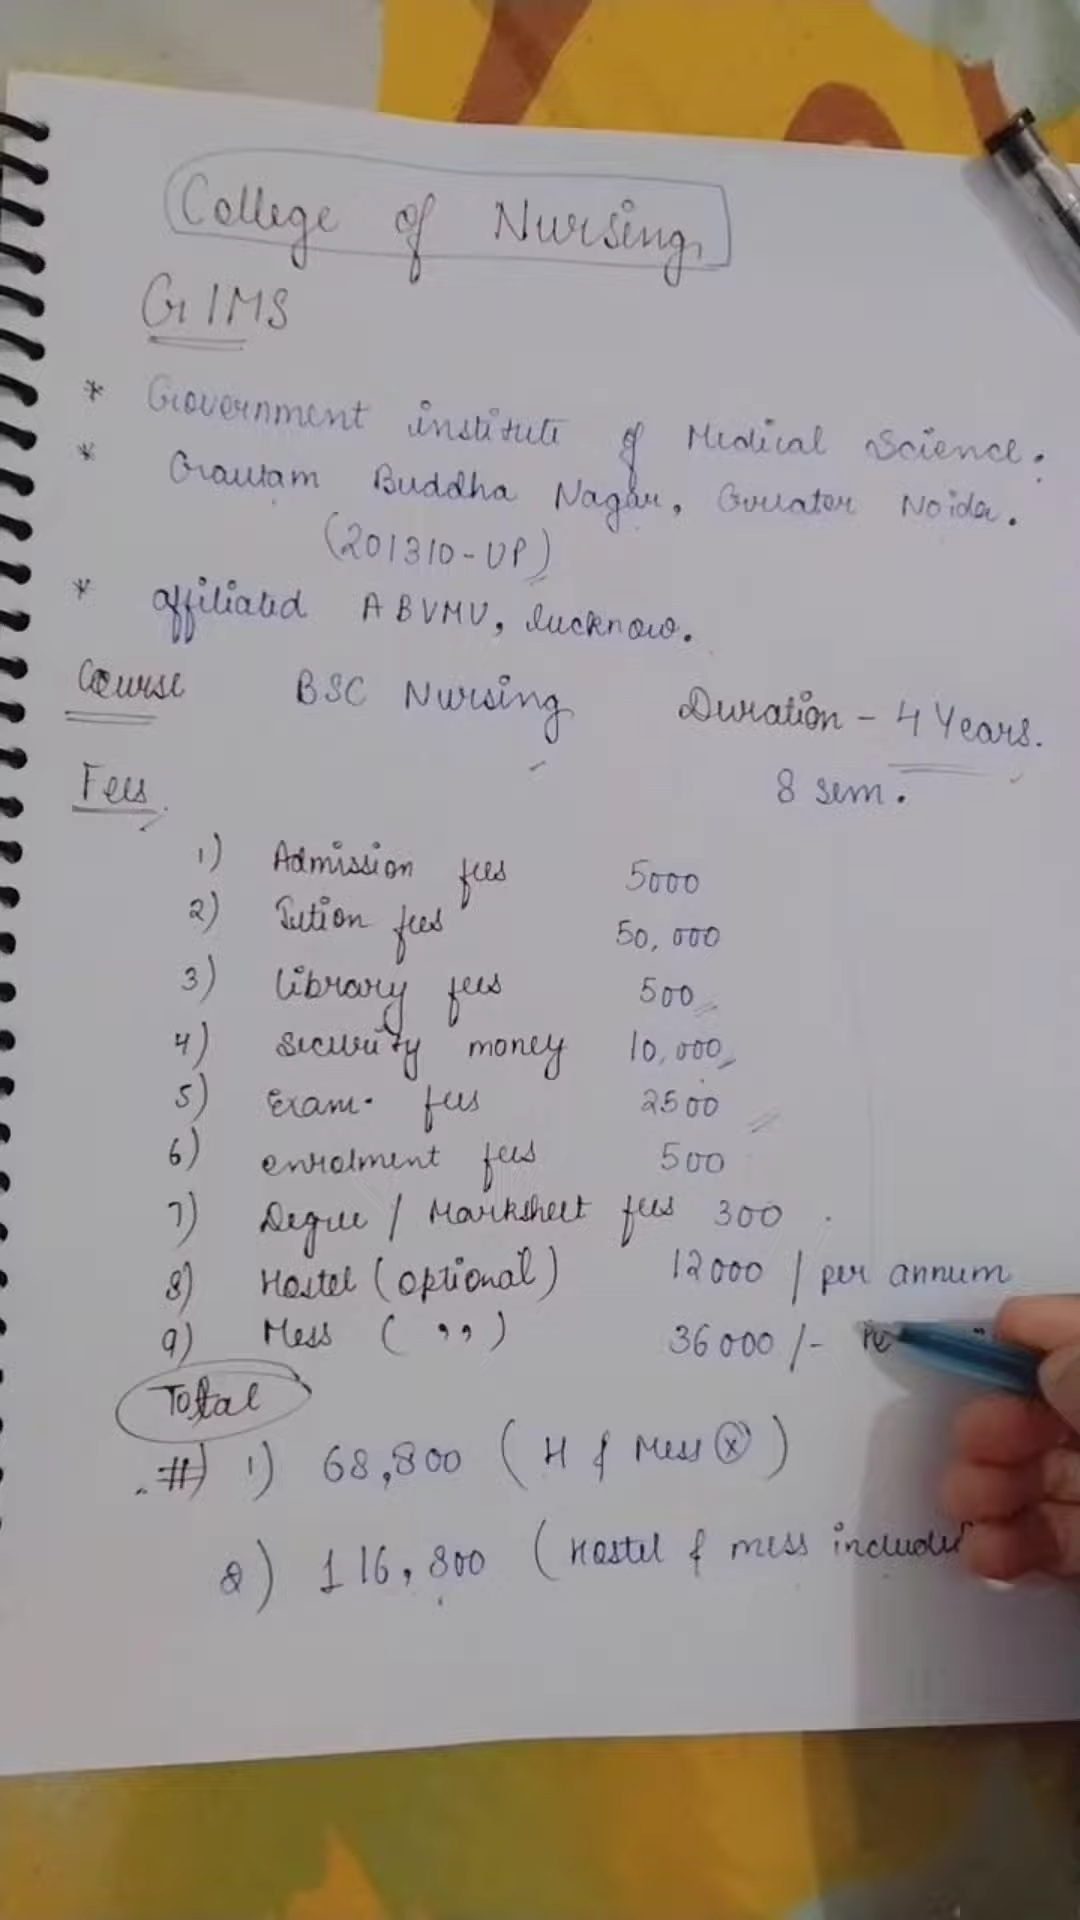 College of Nursing
GIMS
* Government institute of Medical Science.
* Grautam Buddha Nagar, Greater Noida.
(201310-UP)
* affiliated ABVMU, lucknow.
Course BSC Nursing Duration - 4 Years.
8 sem.
Fees
1) Admission fees 5000
2) Tution fees 50,000
3) library fees 500
4) Security money 10,000
5) Exam. fees 2500
6) enrolment fees 500
7) Degree / Marksheet fees 300
8) Hostel (optional) 12000 / per annum
9) Mess ( ,, ) 36000 /-
Total
#) 1) 68,800 ( H & Mess ⓧ )
2) 116,800 ( Hostel & mess included